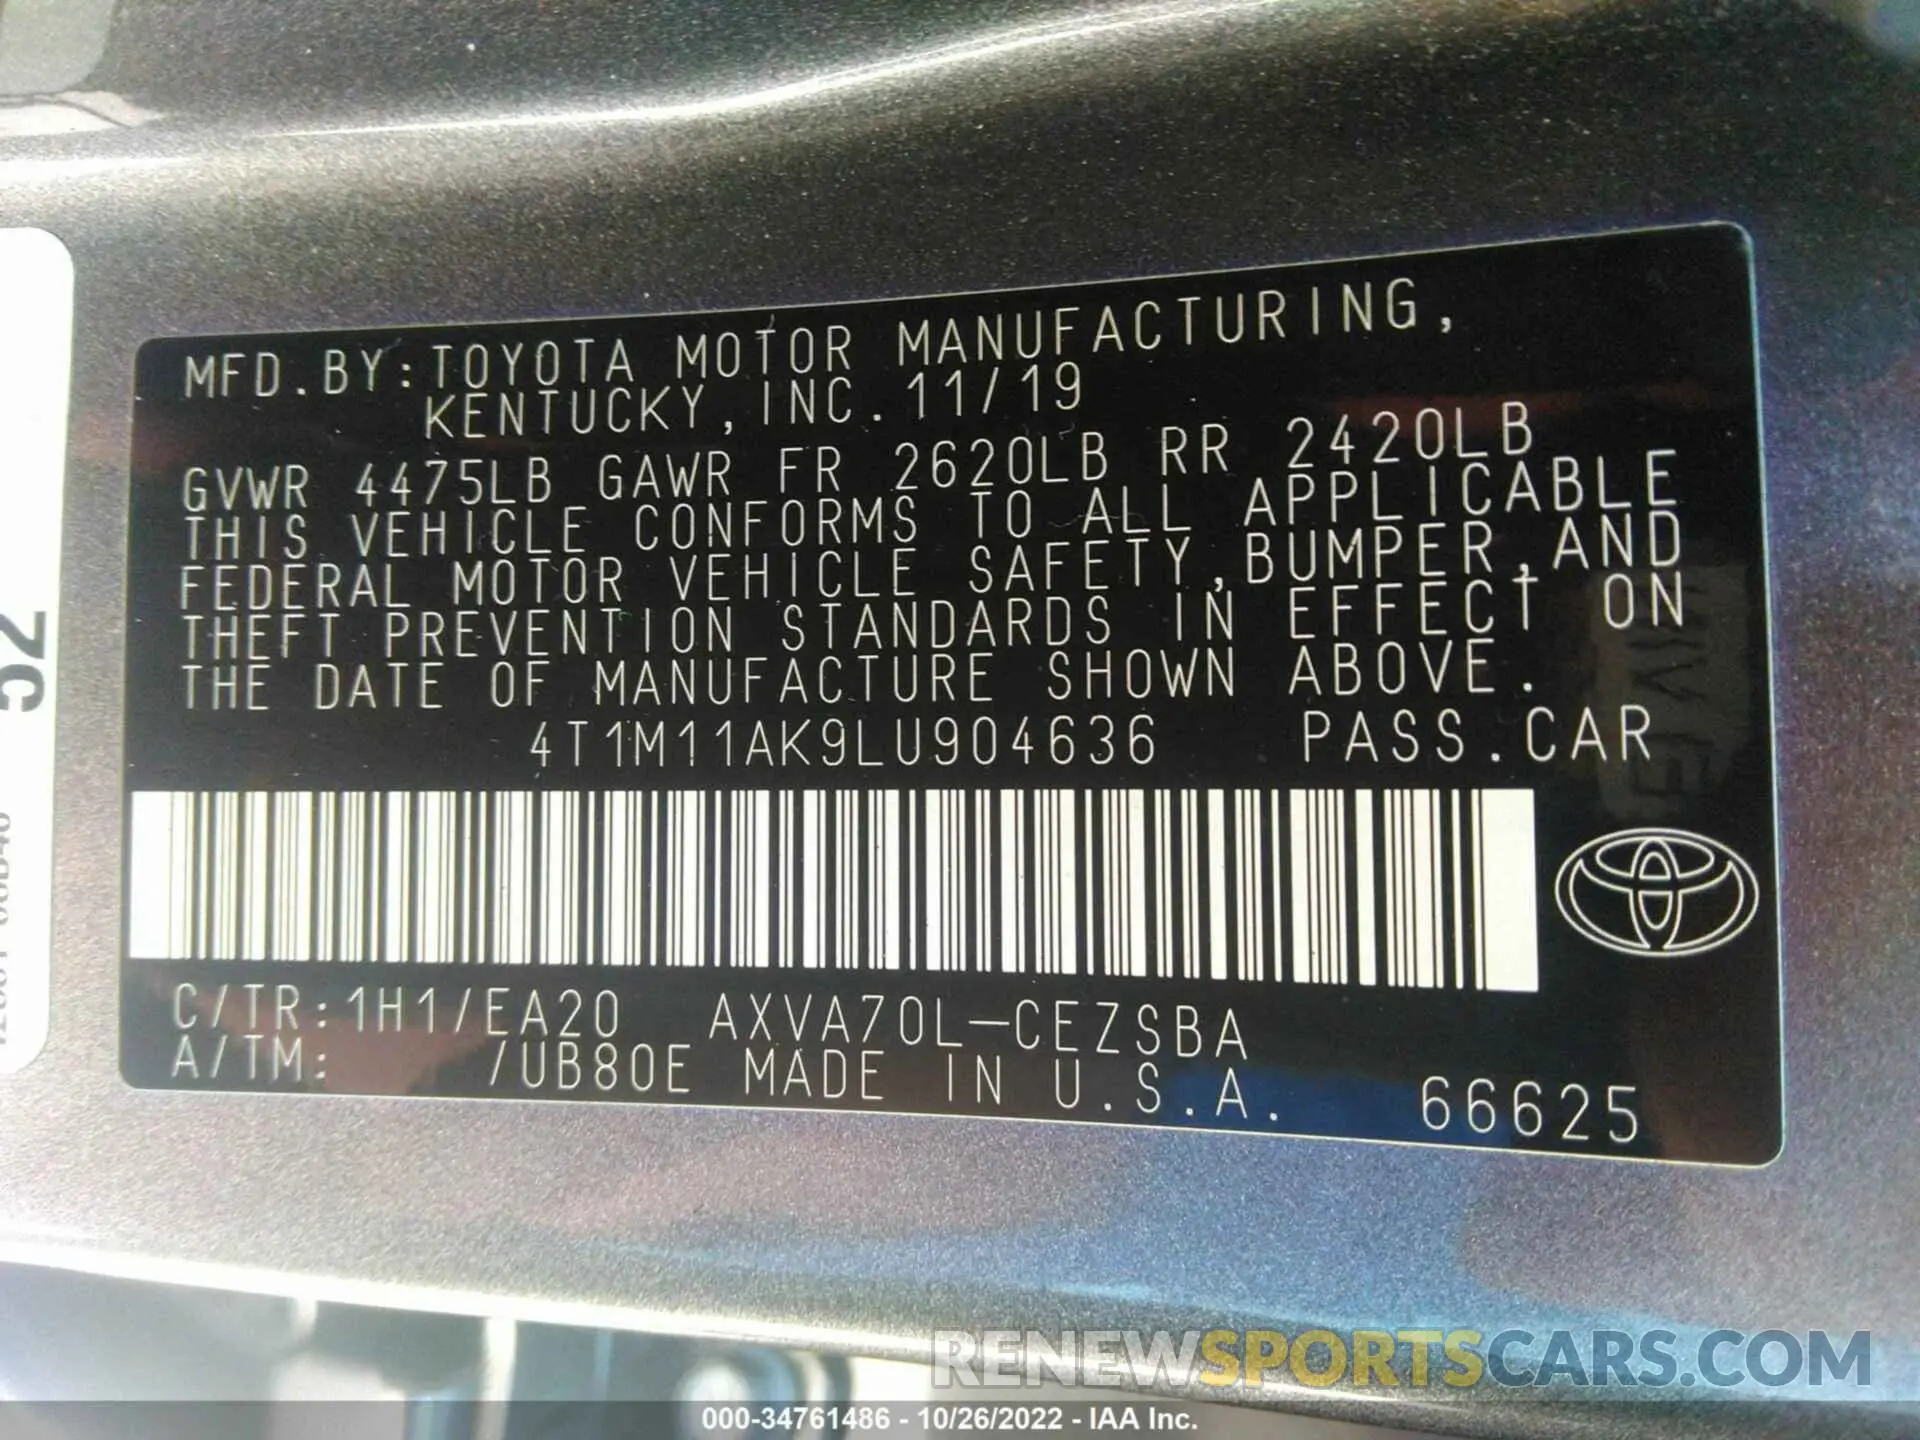 MFD.BY:TOYOTA MOTOR MANUFACTURING,
KENTUCKY,INC.11/19
GVWR 4475LB GAWR FR 2620LB RR 2420LB
THIS VEHICLE CONFORMS TO ALL APPLICABLE
FEDERAL MOTOR VEHICLE SAFETY,BUMPER,AND
THEFT PREVENTION STANDARDS IN EFFECT ON
THE DATE OF MANUFACTURE SHOWN ABOVE.
4T1M11AK9LU904636 PASS.CAR
C/TR:1H1/EA20 AXVA70L-CEZSBA
A/TM: /UB80E MADE IN U.S.A. 66625
52
RENEWSPORTSCARS.COM
000-34761486 - 10/26/2022 - IAA Inc.